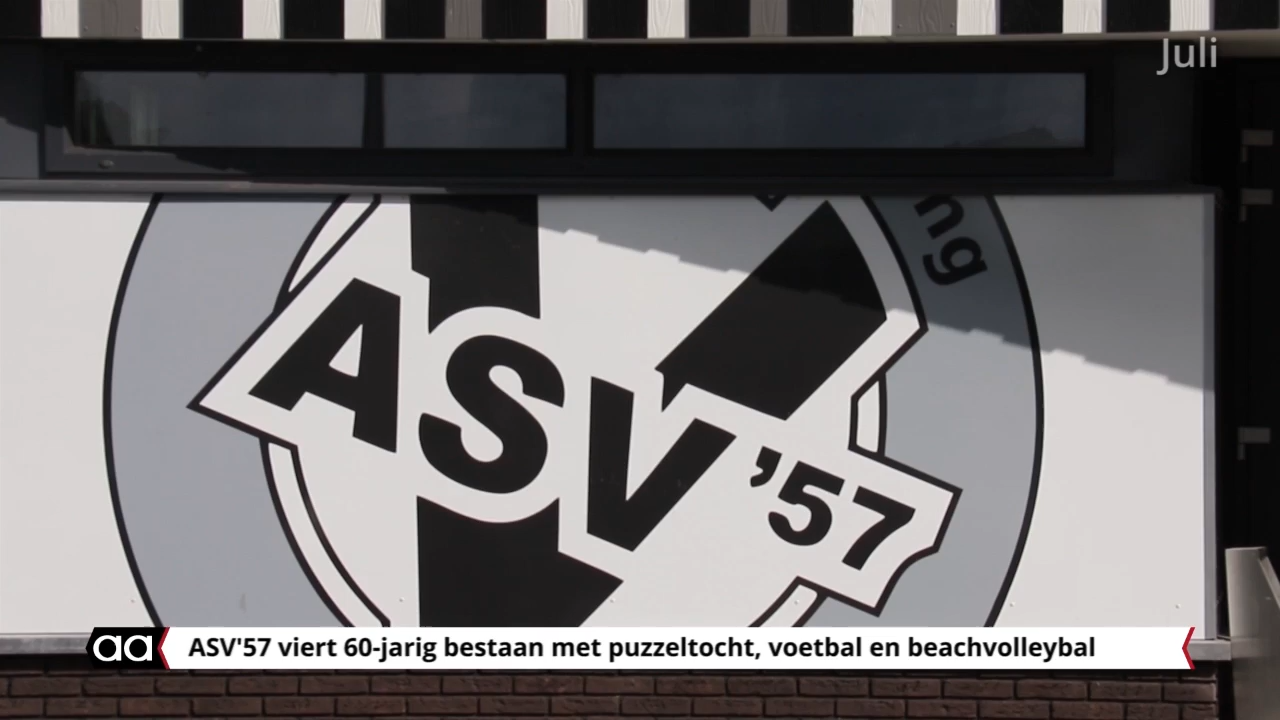 Juli
ng
ASV '57
aa ASV'57 viert 60-jarig bestaan met puzzeltocht, voetbal en beachvolleybal